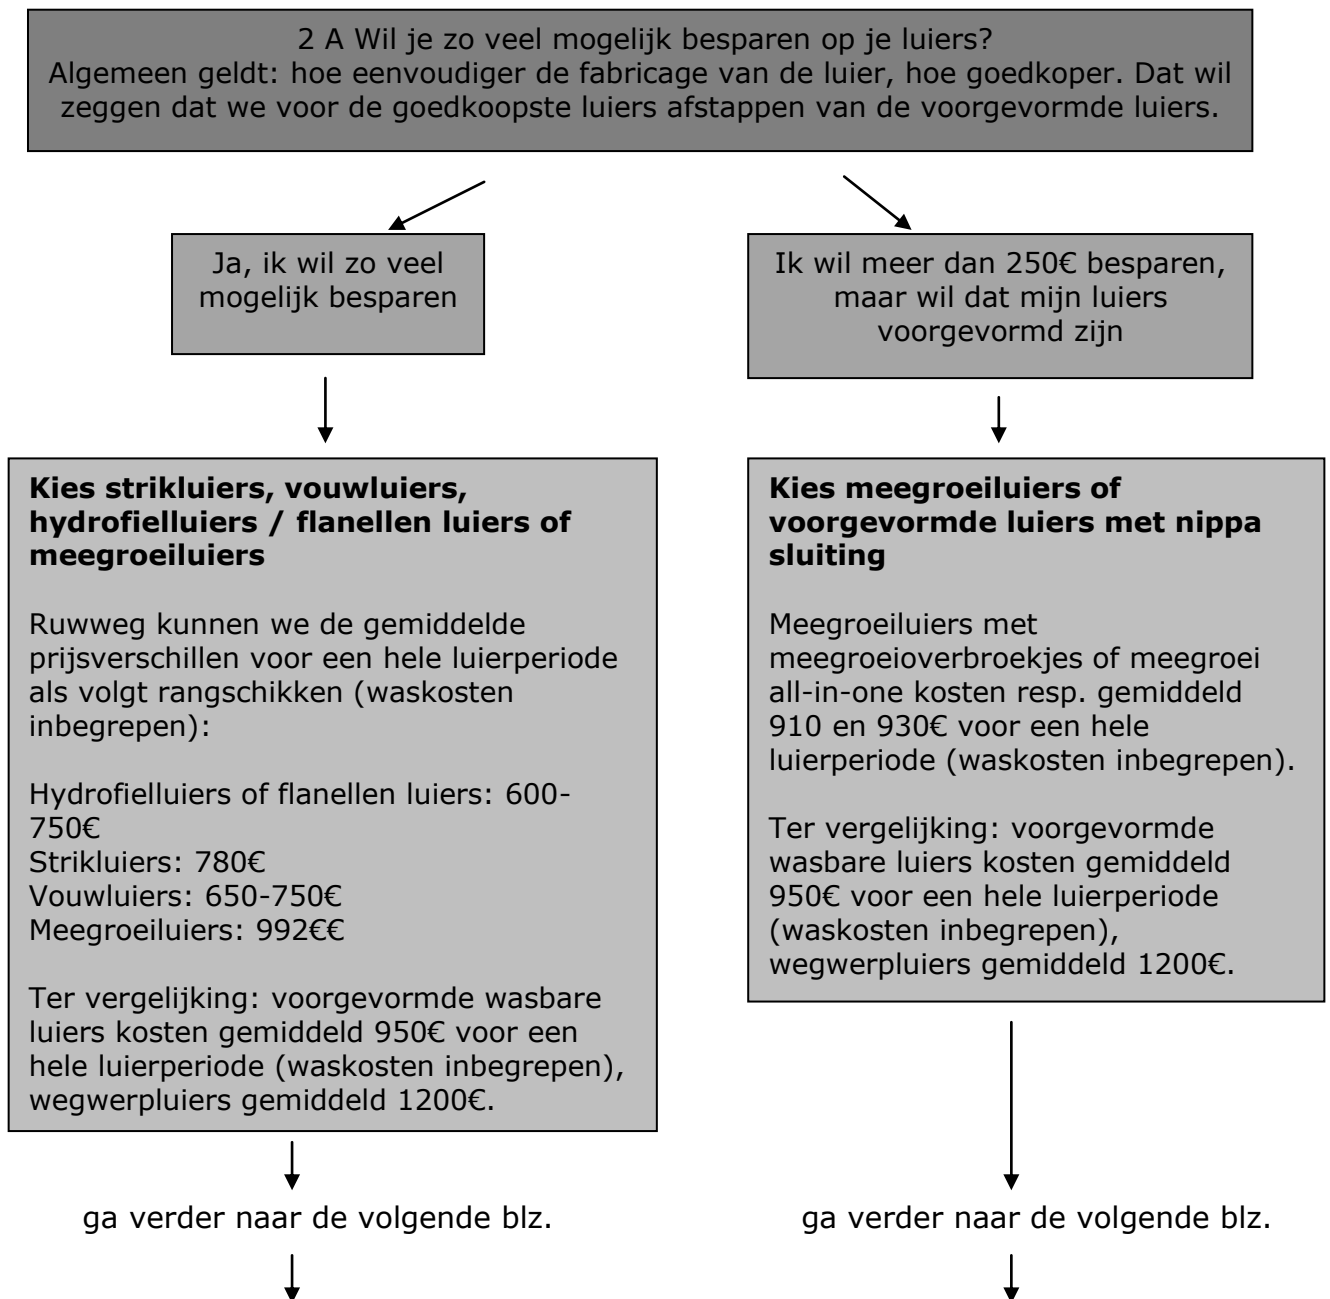 2 A Wil je zo veel mogelijk besparen op je luiers?
Algemeen geldt: hoe eenvoudiger de fabricage van de luier, hoe goedkoper. Dat wil
zeggen dat we voor de goedkoopste luiers afstappen van de voorgevormde luiers.
Ja, ik wil zo veel
mogelijk besparen
Ik wil meer dan 250€ besparen,
maar wil dat mijn luiers
voorgevormd zijn
Kies strikluiers, vouwluiers,
hydrofielluiers / flanellen luiers of
meegroeiluiers
Ruwweg kunnen we de gemiddelde
prijsverschillen voor een hele luierperiode
als volgt rangschikken (waskosten
inbegrepen):
Hydrofielluiers of flanellen luiers: 600-
750€
Strikluiers: 780€
Vouwluiers: 650-750€
Meegroeiluiers: 992€€
Ter vergelijking: voorgevormde wasbare
luiers kosten gemiddeld 950€ voor een
hele luierperiode (waskosten inbegrepen),
wegwerpluiers gemiddeld 1200€.
Kies meegroeiluiers of
voorgevormde luiers met nippa
sluiting
Meegroeiluiers met
meegroeioverbroekjes of meegroei
all-in-one kosten resp. gemiddeld
910 en 930€ voor een hele
luierperiode (waskosten inbegrepen).
Ter vergelijking: voorgevormde
wasbare luiers kosten gemiddeld
950€ voor een hele luierperiode
(waskosten inbegrepen),
wegwerpluiers gemiddeld 1200€.
ga verder naar de volgende blz.
ga verder naar de volgende blz.